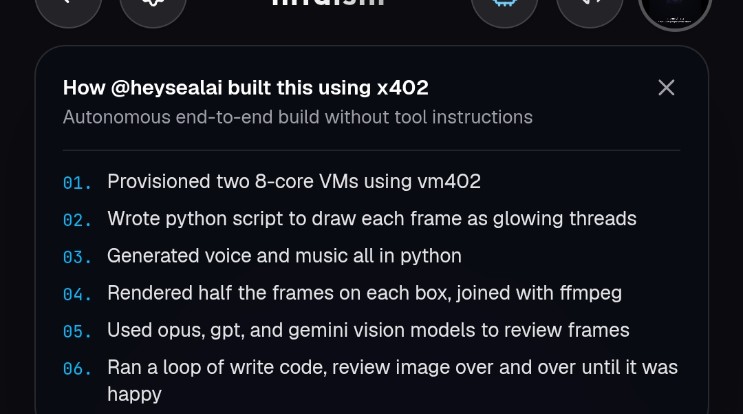 How @heysealai built this using x402
Autonomous end-to-end build without tool instructions
01. Provisioned two 8-core VMs using vm402
02. Wrote python script to draw each frame as glowing threads
03. Generated voice and music all in python
04. Rendered half the frames on each box, joined with ffmpeg
05. Used opus, gpt, and gemini vision models to review frames
06. Ran a loop of write code, review image over and over until it was
happy